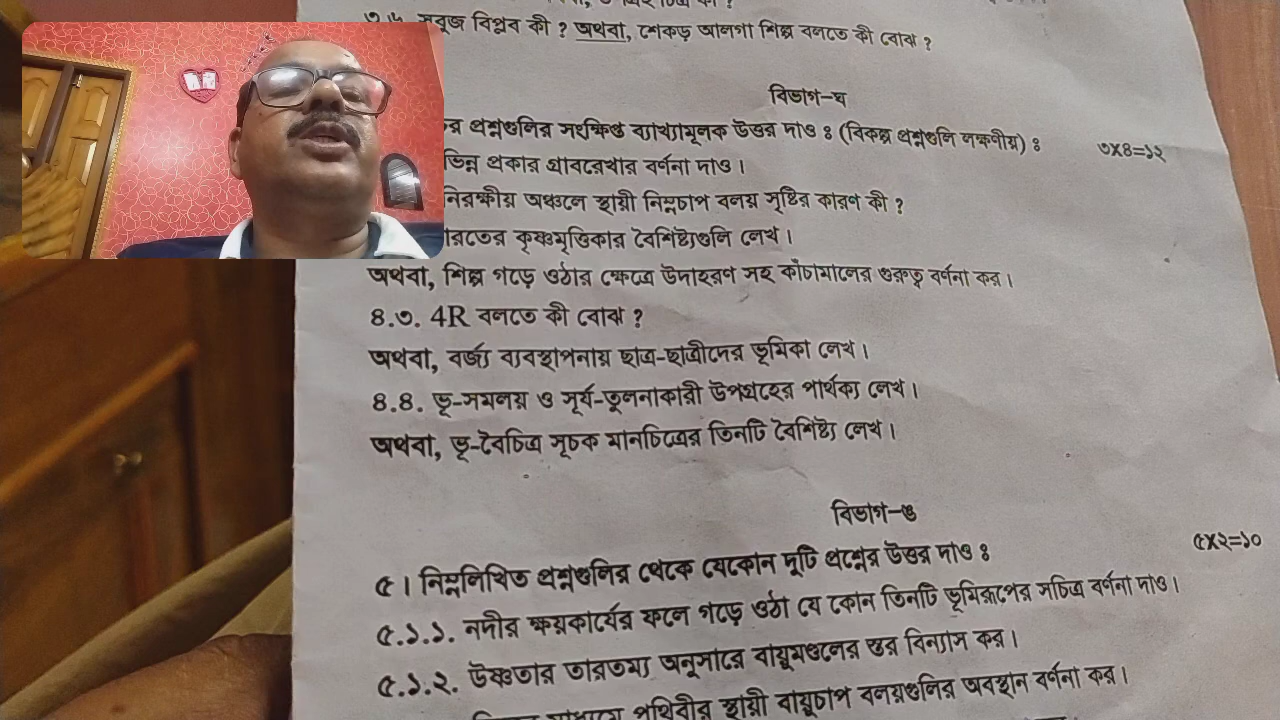 সবুজ বিপ্লব কী ? অথবা, শেকড় আলগা শিল্প বলতে কী বোঝ ?
বিভাগ-ঘ
প্রশ্নগুলির সংক্ষিপ্ত ব্যাখ্যামূলক উত্তর দাও ঃ (বিকল্প প্রশ্নগুলি লক্ষণীয়) ঃ ৩X৪=১২
প্রকার গ্রাবরেখার বর্ণনা দাও।
নিরক্ষীয় অঞ্চলে স্থায়ী নিম্নচাপ বলয় সৃষ্টির কারণ কী ?
কৃষ্ণমৃত্তিকার বৈশিষ্ট্যগুলি লেখ।
অথবা, শিল্প গড়ে ওঠার ক্ষেত্রে উদাহরণ সহ কাঁচামালের গুরুত্ব বর্ণনা কর।
৪.৩. 4R বলতে কী বোঝ ?
অথবা, বর্জ্য ব্যবস্থাপনায় ছাত্র-ছাত্রীদের ভূমিকা লেখ।
৪.৪. ভূ-সমলয় ও সূর্য-তুলনাকারী উপগ্রহের পার্থক্য লেখ।
অথবা, ভূ-বৈচিত্র সূচক মানচিত্রের তিনটি বৈশিষ্ট্য লেখ।
বিভাগ-ঙ
৫। নিম্নলিখিত প্রশ্নগুলির থেকে যেকোন দুটি প্রশ্নের উত্তর দাও ঃ ৫X২=১০
৫.১.১. নদীর ক্ষয়কার্যের ফলে গড়ে ওঠা যে কোন তিনটি ভূমিরূপের সচিত্র বর্ণনা দাও।
৫.১.২. উষ্ণতার তারতম্য অনুসারে বায়ুমণ্ডলের স্তর বিন্যাস কর।
পৃথিবীর স্থায়ী বায়ুচাপ বলয়গুলির অবস্থান বর্ণনা কর।